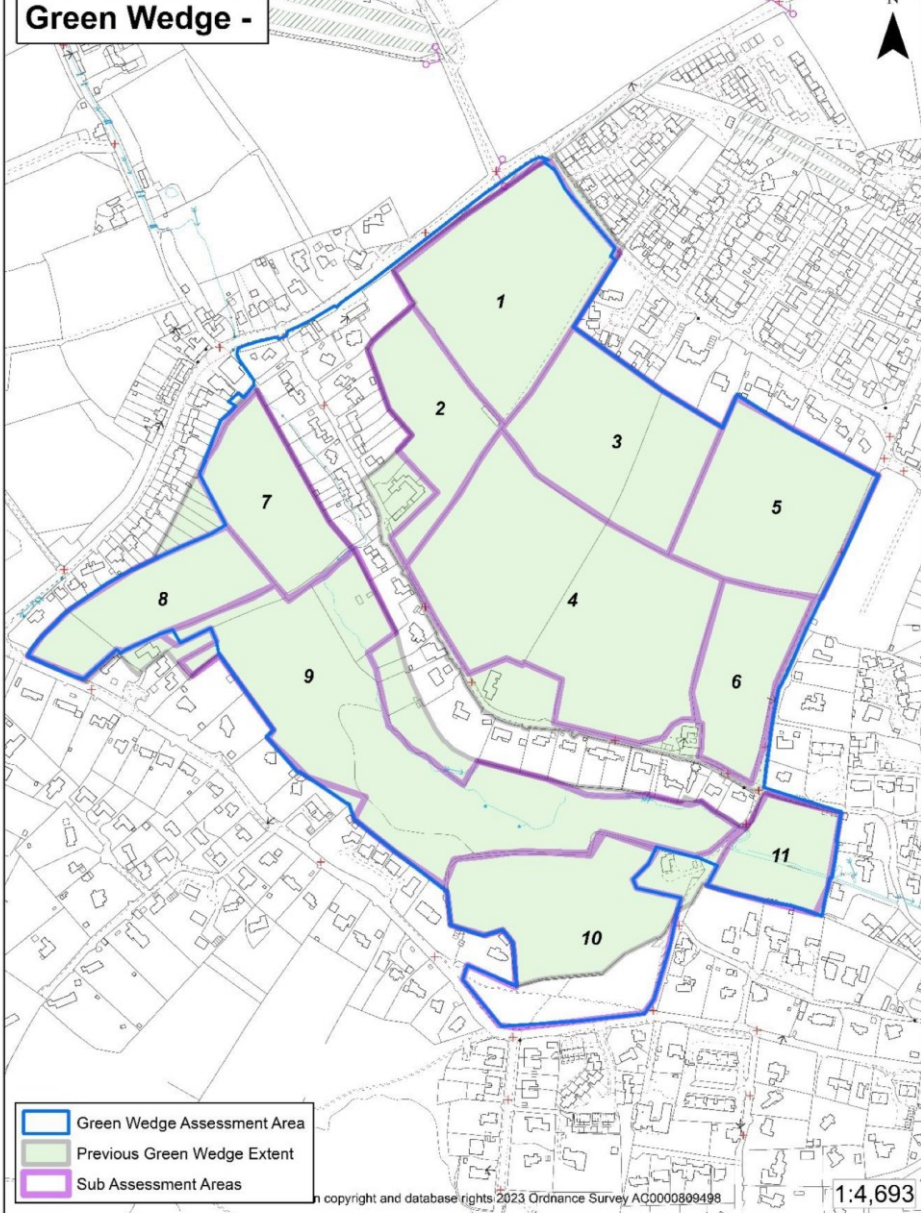 Green Wedge -
N
1
2
3
4
5
6
7
8
9
10
11
Green Wedge Assessment Area
Previous Green Wedge Extent
Sub Assessment Areas
n copyright and database rights 2023 Ordnance Survey AC0000809498
1:4,693